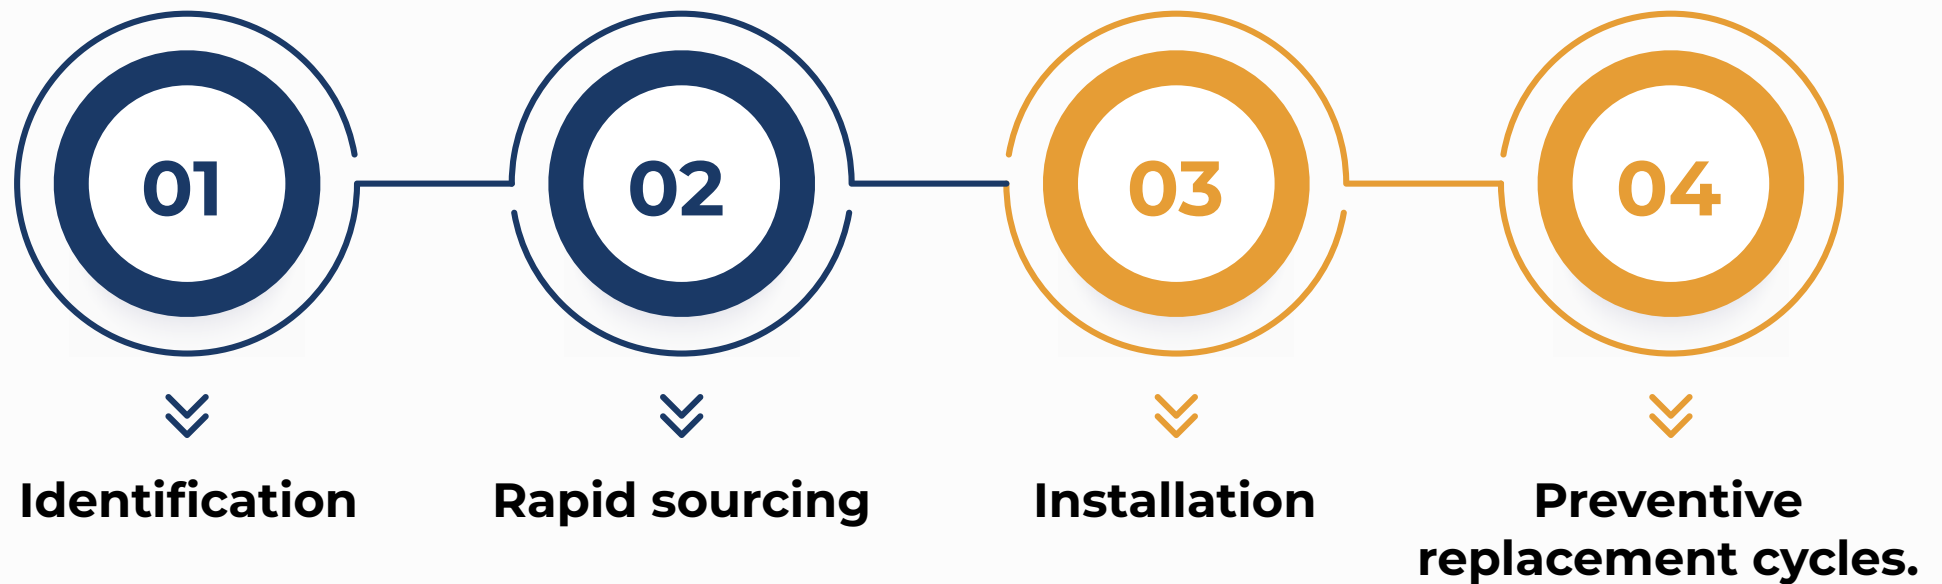 01
02
03
04
Identification
Rapid sourcing
Installation
Preventive
replacement cycles.